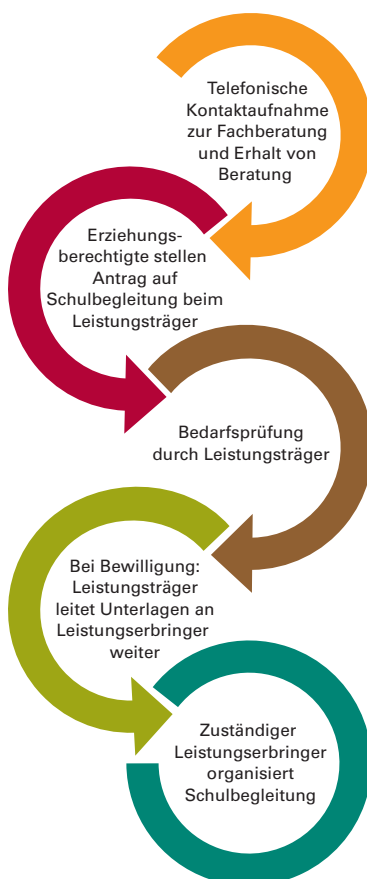 Telefonische
Kontaktaufnahme
zur Fachberatung
und Erhalt von
Beratung
Erziehungs-
berechtigte stellen
Antrag auf
Schulbegleitung beim
Leistungsträger
Bedarfsprüfung
durch Leistungsträger
Bei Bewilligung:
Leistungsträger
leitet Unterlagen an
Leistungserbringer
weiter
Zuständiger
Leistungserbringer
organisiert
Schulbegleitung